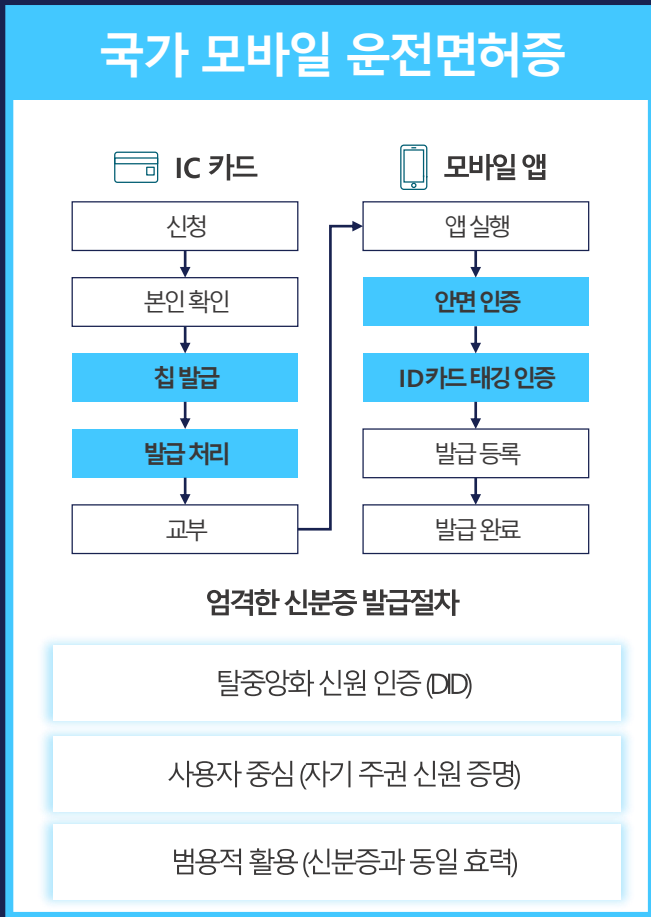 국가 모바일 운전면허증
IC 카드
신청
본인 확인
칩 발급
발급 처리
교부
모바일 앱
앱 실행
안면 인증
ID카드 태깅 인증
발급 등록
발급 완료
엄격한 신분증 발급절차
탈중앙화 신원 인증 (DID)
사용자 중심 (자기 주권 신원 증명)
범용적 활용 (신분증과 동일 효력)